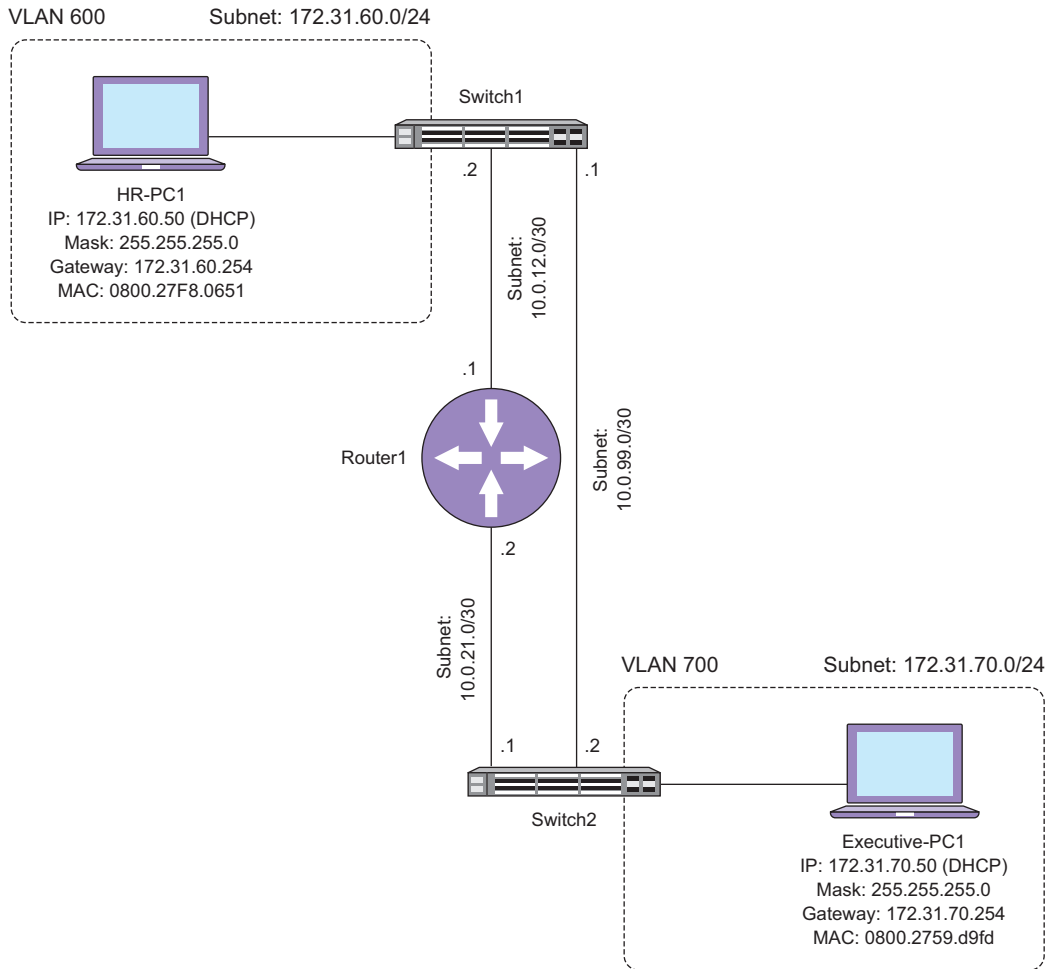 VLAN 600 Subnet: 172.31.60.0/24
Switch1
HR-PC1
IP: 172.31.60.50 (DHCP)
Mask: 255.255.255.0
Gateway: 172.31.60.254
MAC: 0800.27F8.0651
.2 .1
Subnet:
10.0.12.0/30
.1
Router1
Subnet:
10.0.99.0/30
.2
Subnet:
10.0.21.0/30
VLAN 700 Subnet: 172.31.70.0/24
.1 .2
Switch2
Executive-PC1
IP: 172.31.70.50 (DHCP)
Mask: 255.255.255.0
Gateway: 172.31.70.254
MAC: 0800.2759.d9fd